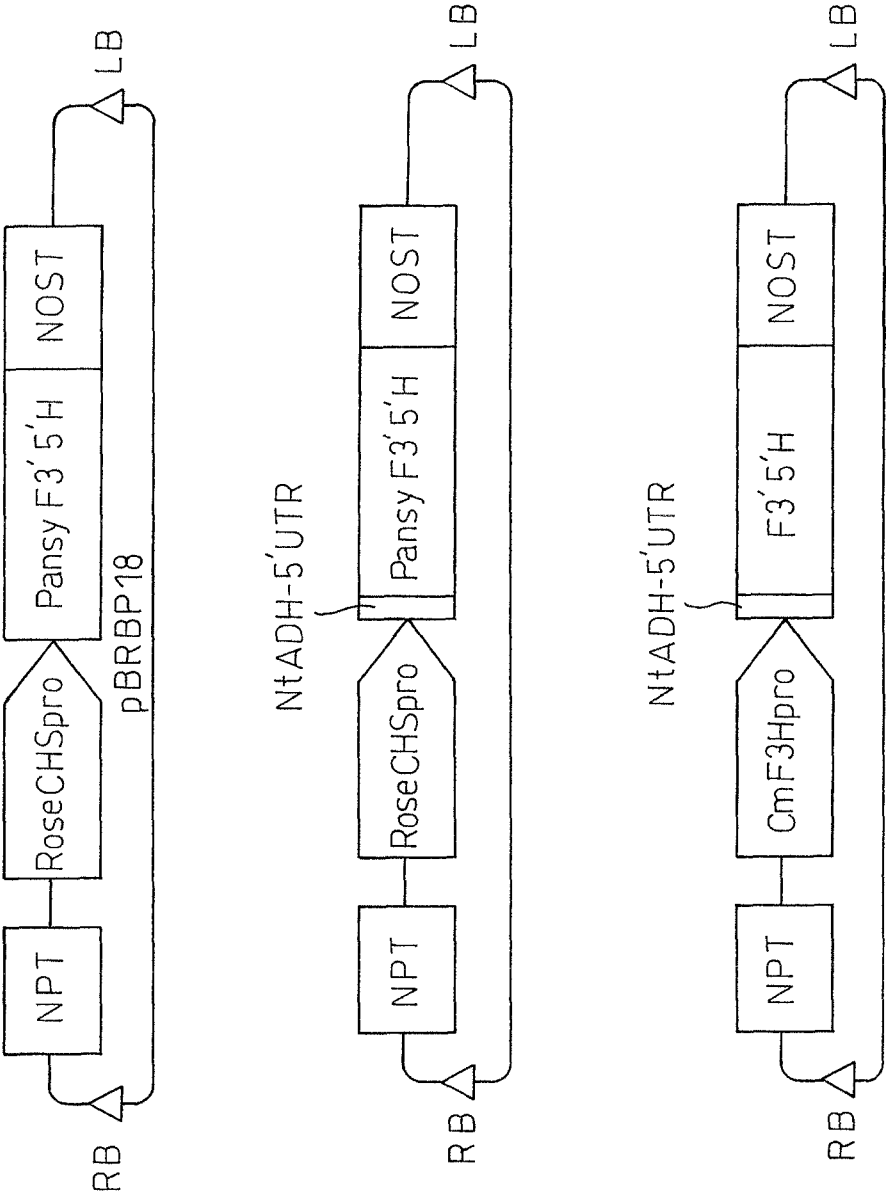 RB
NPT
RoseCHSpro
Pansy F3′5′H
NOST
LB
pBRBP18
NtADH-5′UTR
RB
NPT
RoseCHSpro
Pansy F3′5′H
NOST
LB
NtADH-5′UTR
RB
NPT
CmF3Hpro
F3′5′H
NOST
LB